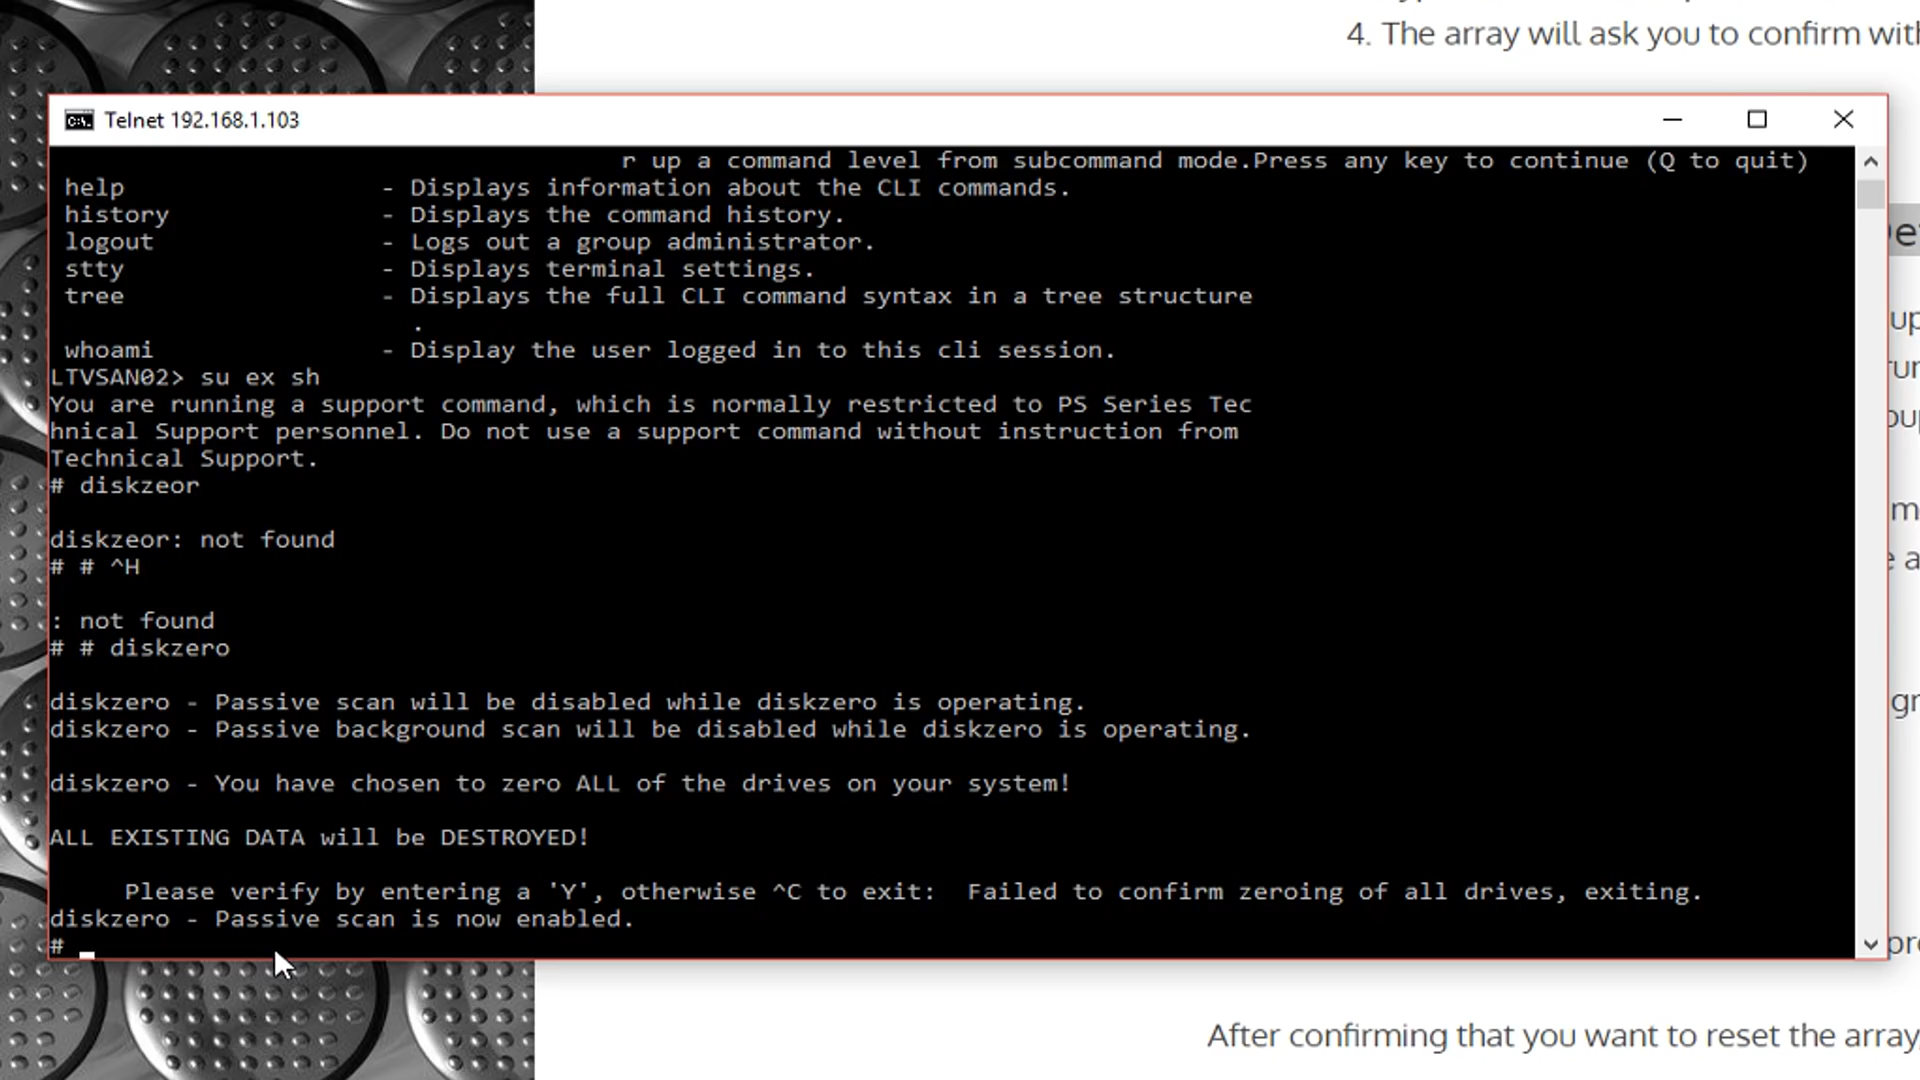 4. The array will ask you to confirm with
Telnet 192.168.1.103
r up a command level from subcommand mode.Press any key to continue (Q to quit)
help - Displays information about the CLI commands.
history - Displays the command history.
logout - Logs out a group administrator.
stty - Displays terminal settings.
tree - Displays the full CLI command syntax in a tree structure
.
whoami - Display the user logged in to this cli session.
LTVSAN02> su ex sh
You are running a support command, which is normally restricted to PS Series Tec
hnical Support personnel. Do not use a support command without instruction from
Technical Support.
# diskzeor
diskzeor: not found
# # ^H
: not found
# # diskzero
diskzero - Passive scan will be disabled while diskzero is operating.
diskzero - Passive background scan will be disabled while diskzero is operating.
diskzero - You have chosen to zero ALL of the drives on your system!
ALL EXISTING DATA will be DESTROYED!
Please verify by entering a 'Y', otherwise ^C to exit:  Failed to confirm zeroing of all drives, exiting.
diskzero - Passive scan is now enabled.
#
After confirming that you want to reset the array,